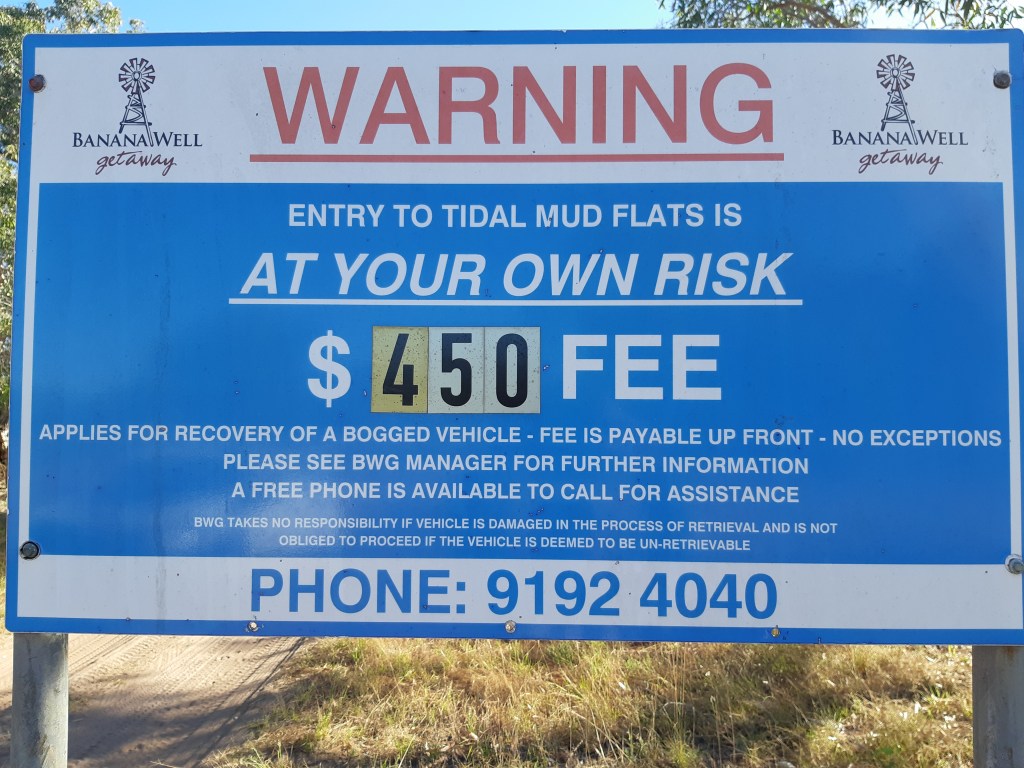 BANANA WELL
getaway
WARNING
BANANA WELL
getaway
ENTRY TO TIDAL MUD FLATS IS
AT YOUR OWN RISK
$ 450 FEE
APPLIES FOR RECOVERY OF A BOGGED VEHICLE - FEE IS PAYABLE UP FRONT - NO EXCEPTIONS
PLEASE SEE BWG MANAGER FOR FURTHER INFORMATION
A FREE PHONE IS AVAILABLE TO CALL FOR ASSISTANCE
BWG TAKES NO RESPONSIBILITY IF VEHICLE IS DAMAGED IN THE PROCESS OF RETRIEVAL AND IS NOT
OBLIGED TO PROCEED IF THE VEHICLE IS DEEMED TO BE UN-RETRIEVABLE
PHONE: 9192 4040